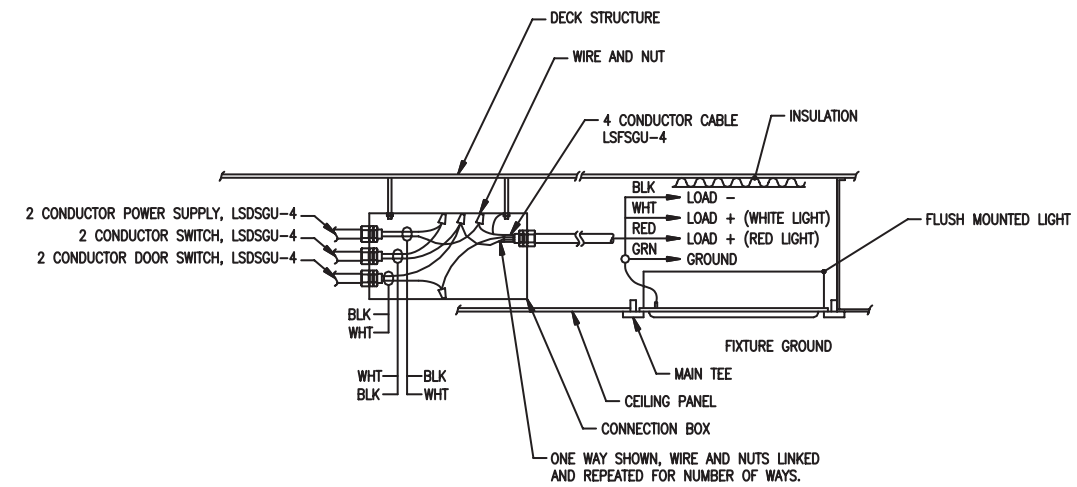 DECK STRUCTURE
WIRE AND NUT
4 CONDUCTOR CABLE
LSFSGU-4
INSULATION
2 CONDUCTOR POWER SUPPLY, LSDSGU-4
2 CONDUCTOR SWITCH, LSDSGU-4
2 CONDUCTOR DOOR SWITCH, LSDSGU-4
BLK
LOAD -
WHT
LOAD + (WHITE LIGHT)
RED
LOAD + (RED LIGHT)
GRN
GROUND
FLUSH MOUNTED LIGHT
BLK
WHT
WHT
BLK
BLK
WHT
FIXTURE GROUND
MAIN TEE
CEILING PANEL
CONNECTION BOX
ONE WAY SHOWN, WIRE AND NUTS LINKED
AND REPEATED FOR NUMBER OF WAYS.